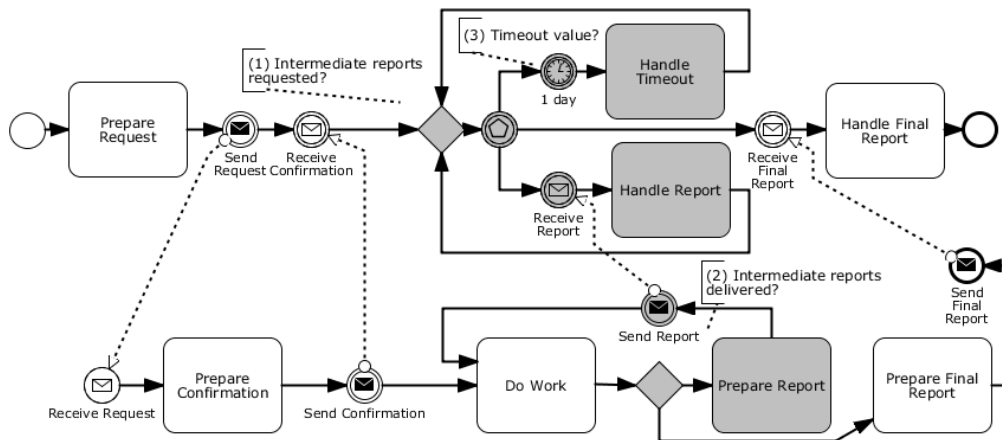 (3) Timeout value?
(1) Intermediate reports
requested?
Handle
Timeout
1 day
Prepare
Request
Send
Request
Receive
Confirmation
Receive
Final
Report
Handle Final
Report
Receive
Report
Handle Report
(2) Intermediate reports
delivered?
Send
Final
Report
Send Report
Receive Request
Prepare
Confirmation
Send Confirmation
Do Work
Prepare Report
Prepare Final
Report